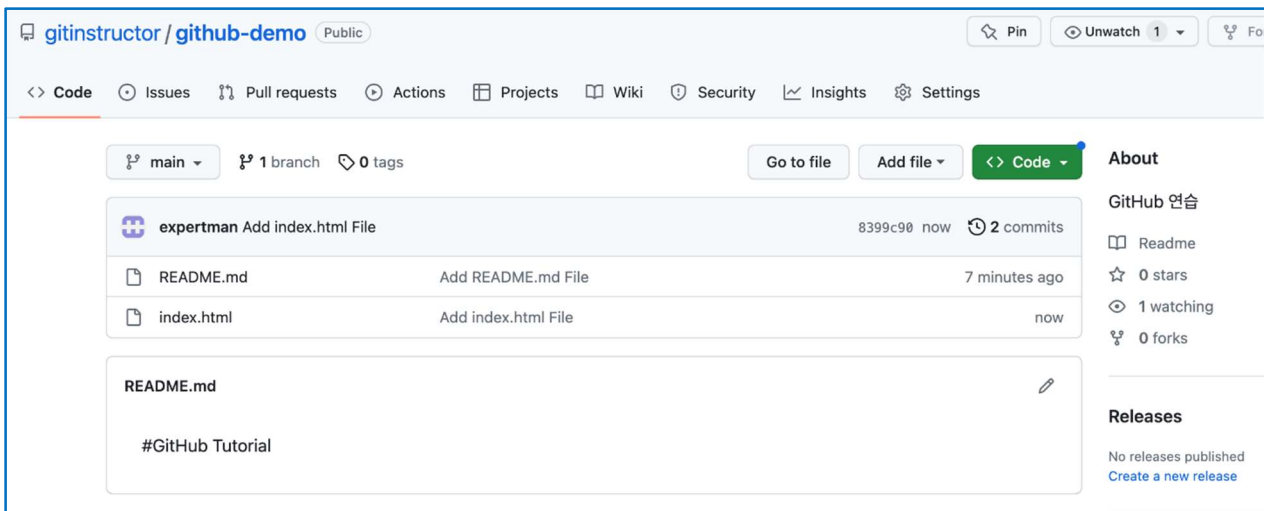 gitinstructor / github-demo Public
Pin
Unwatch 1
Fo
Code Issues Pull requests Actions Projects Wiki Security Insights Settings
main 1 branch 0 tags
Go to file Add file Code
expertman Add index.html File 8399c90 now 2 commits
README.md Add README.md File 7 minutes ago
index.html Add index.html File now
README.md
#GitHub Tutorial
About
GitHub 연습
Readme
0 stars
1 watching
0 forks
Releases
No releases published
Create a new release